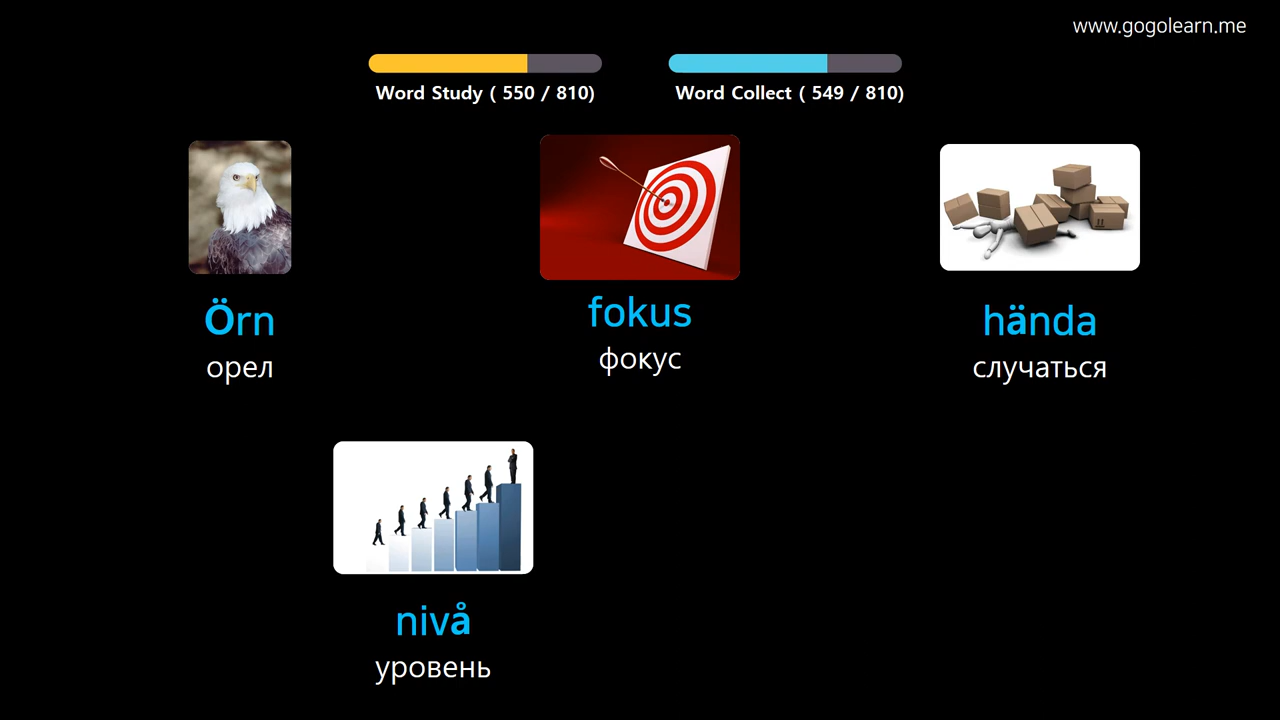 www.gogolearn.me
Word Study ( 550 / 810)
Word Collect ( 549 / 810)
Örn
орел
fokus
фокус
hända
случаться
nivå
уровень